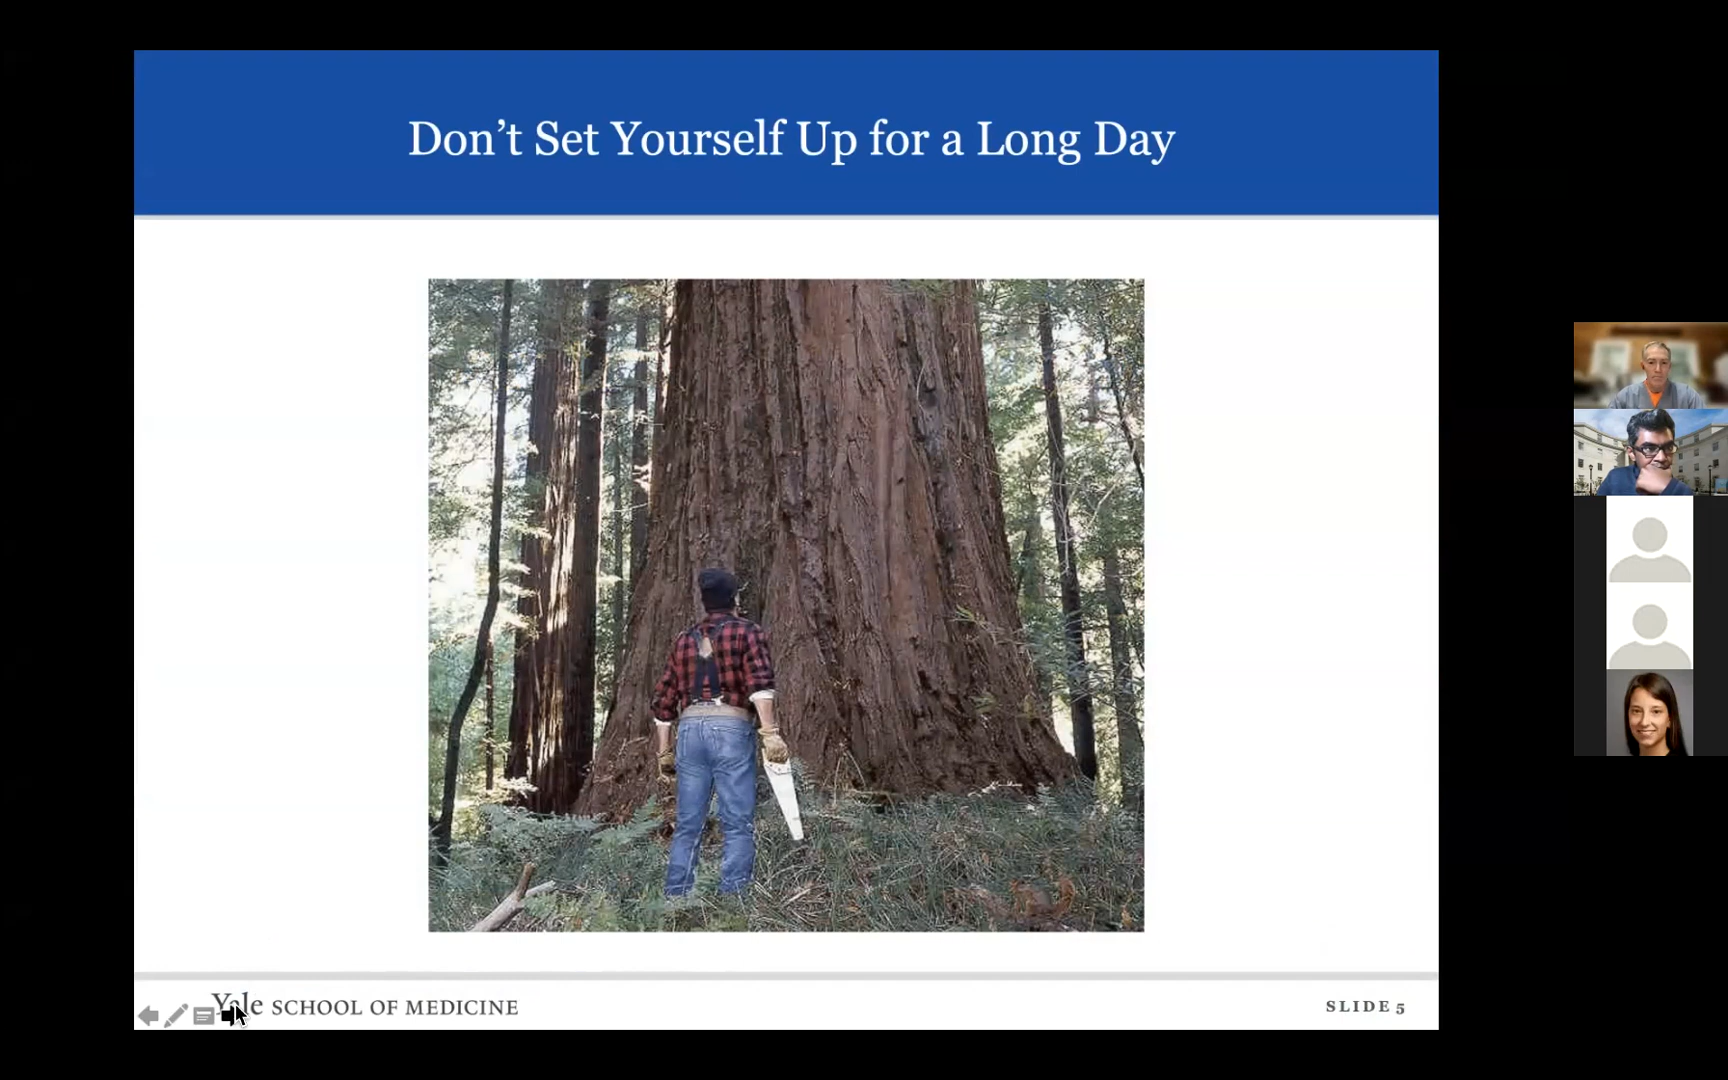 Don’t Set Yourself Up for a Long Day
Yale SCHOOL OF MEDICINE
SLIDE 5